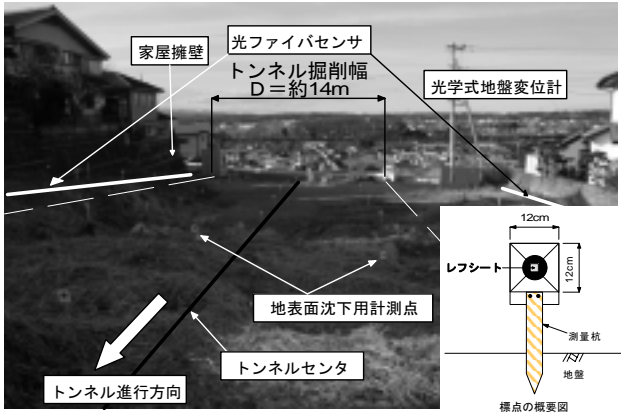 光ファイバセンサ
家屋擁壁
トンネル掘削幅
D＝約14m
光学式地盤変位計
12cm
レフシート
12cm
地表面沈下用計測点
測量杭
トンネルセンタ
地盤
トンネル進行方向
標点の概要図